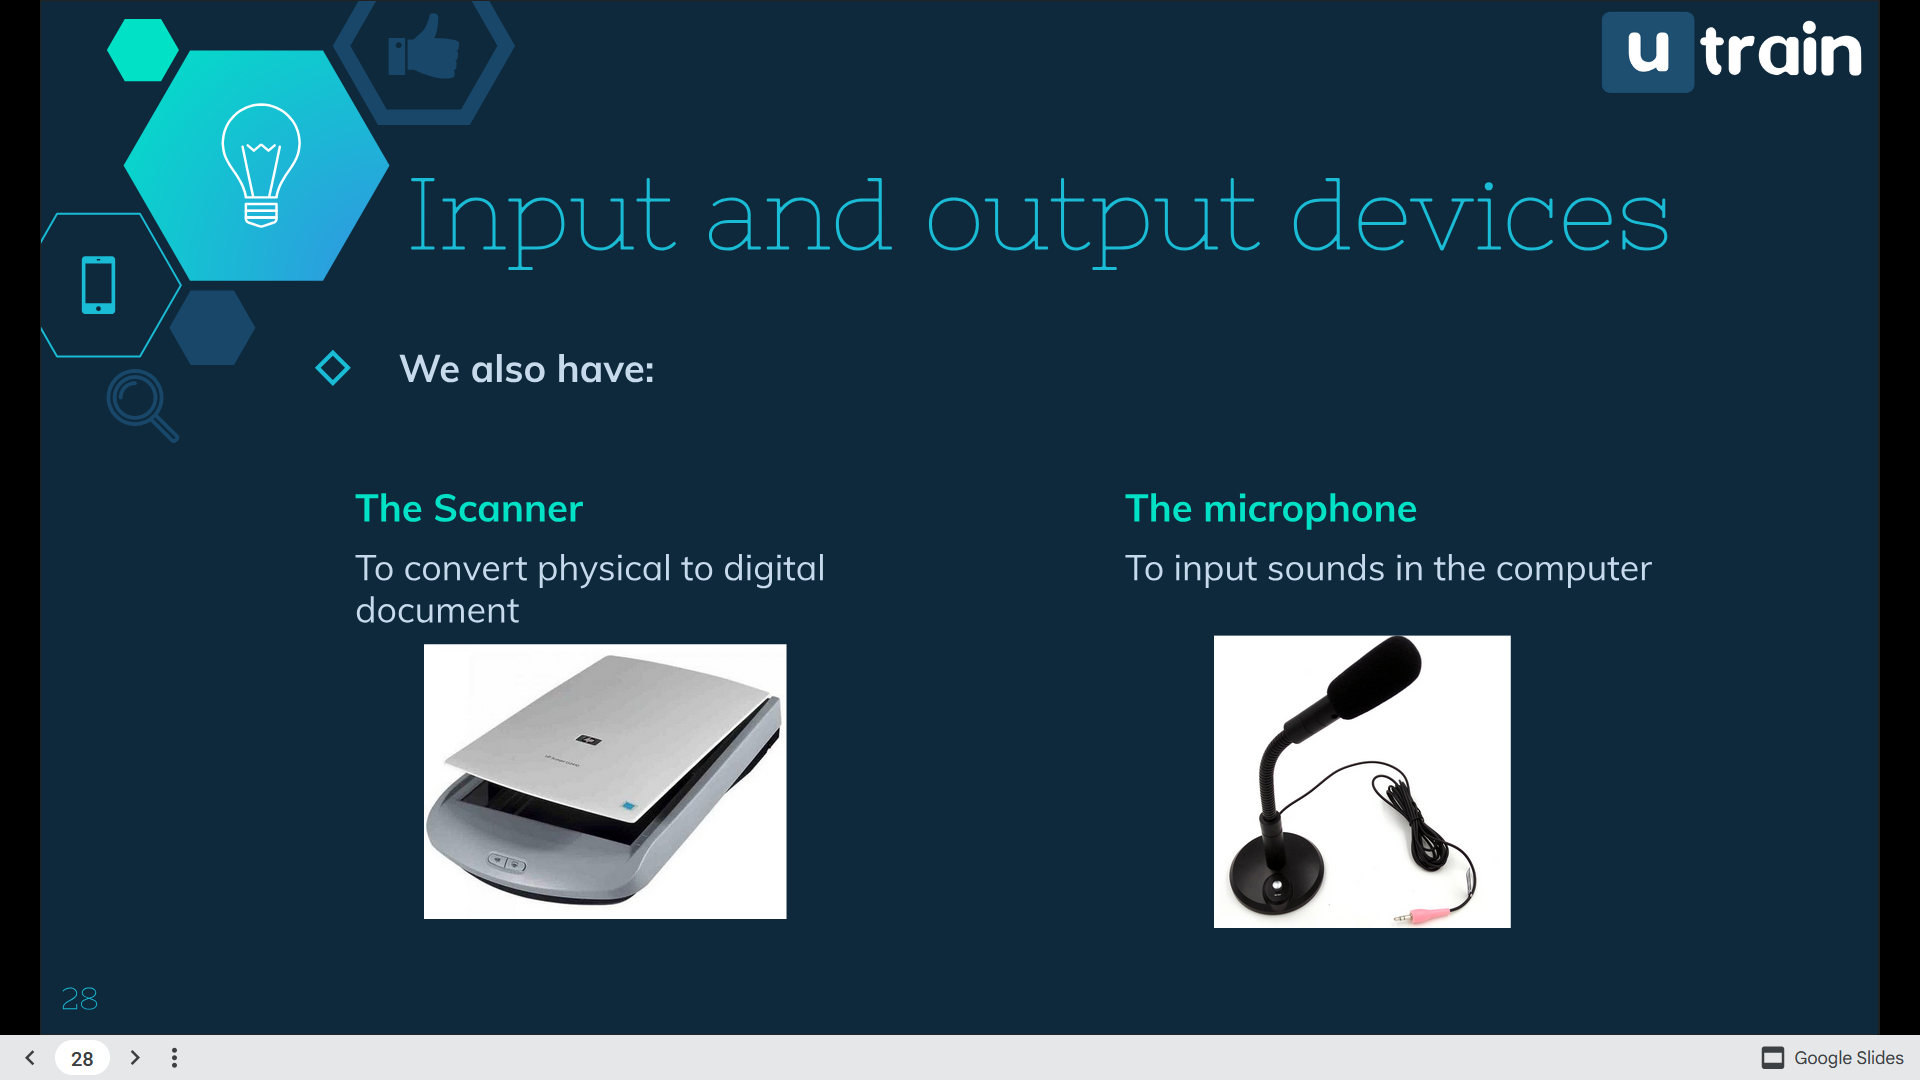 u train
Input and output devices
We also have:
The Scanner
To convert physical to digital
document
The microphone
To input sounds in the computer
hp
28
28
Google Slides